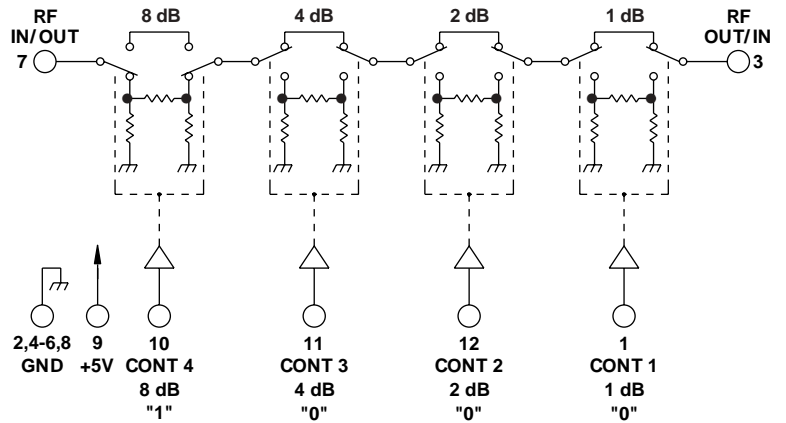 RF
IN/OUT
7
8 dB
4 dB
2 dB
1 dB
RF
OUT/IN
3
2,4-6,8
GND
9
+5V
10
CONT 4
8 dB
"1"
11
CONT 3
4 dB
"0"
12
CONT 2
2 dB
"0"
1
CONT 1
1 dB
"0"